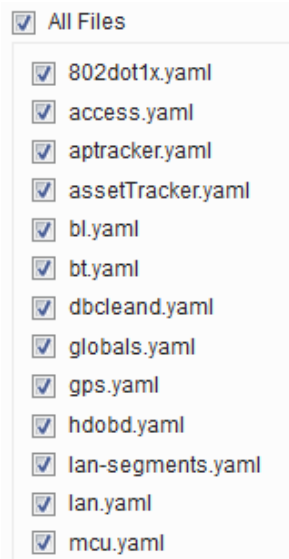 All Files
802dot1x.yaml
access.yaml
aptracker.yaml
assetTracker.yaml
bl.yaml
bt.yaml
dbcleand.yaml
globals.yaml
gps.yaml
hdobd.yaml
lan-segments.yaml
lan.yaml
mcu.yaml